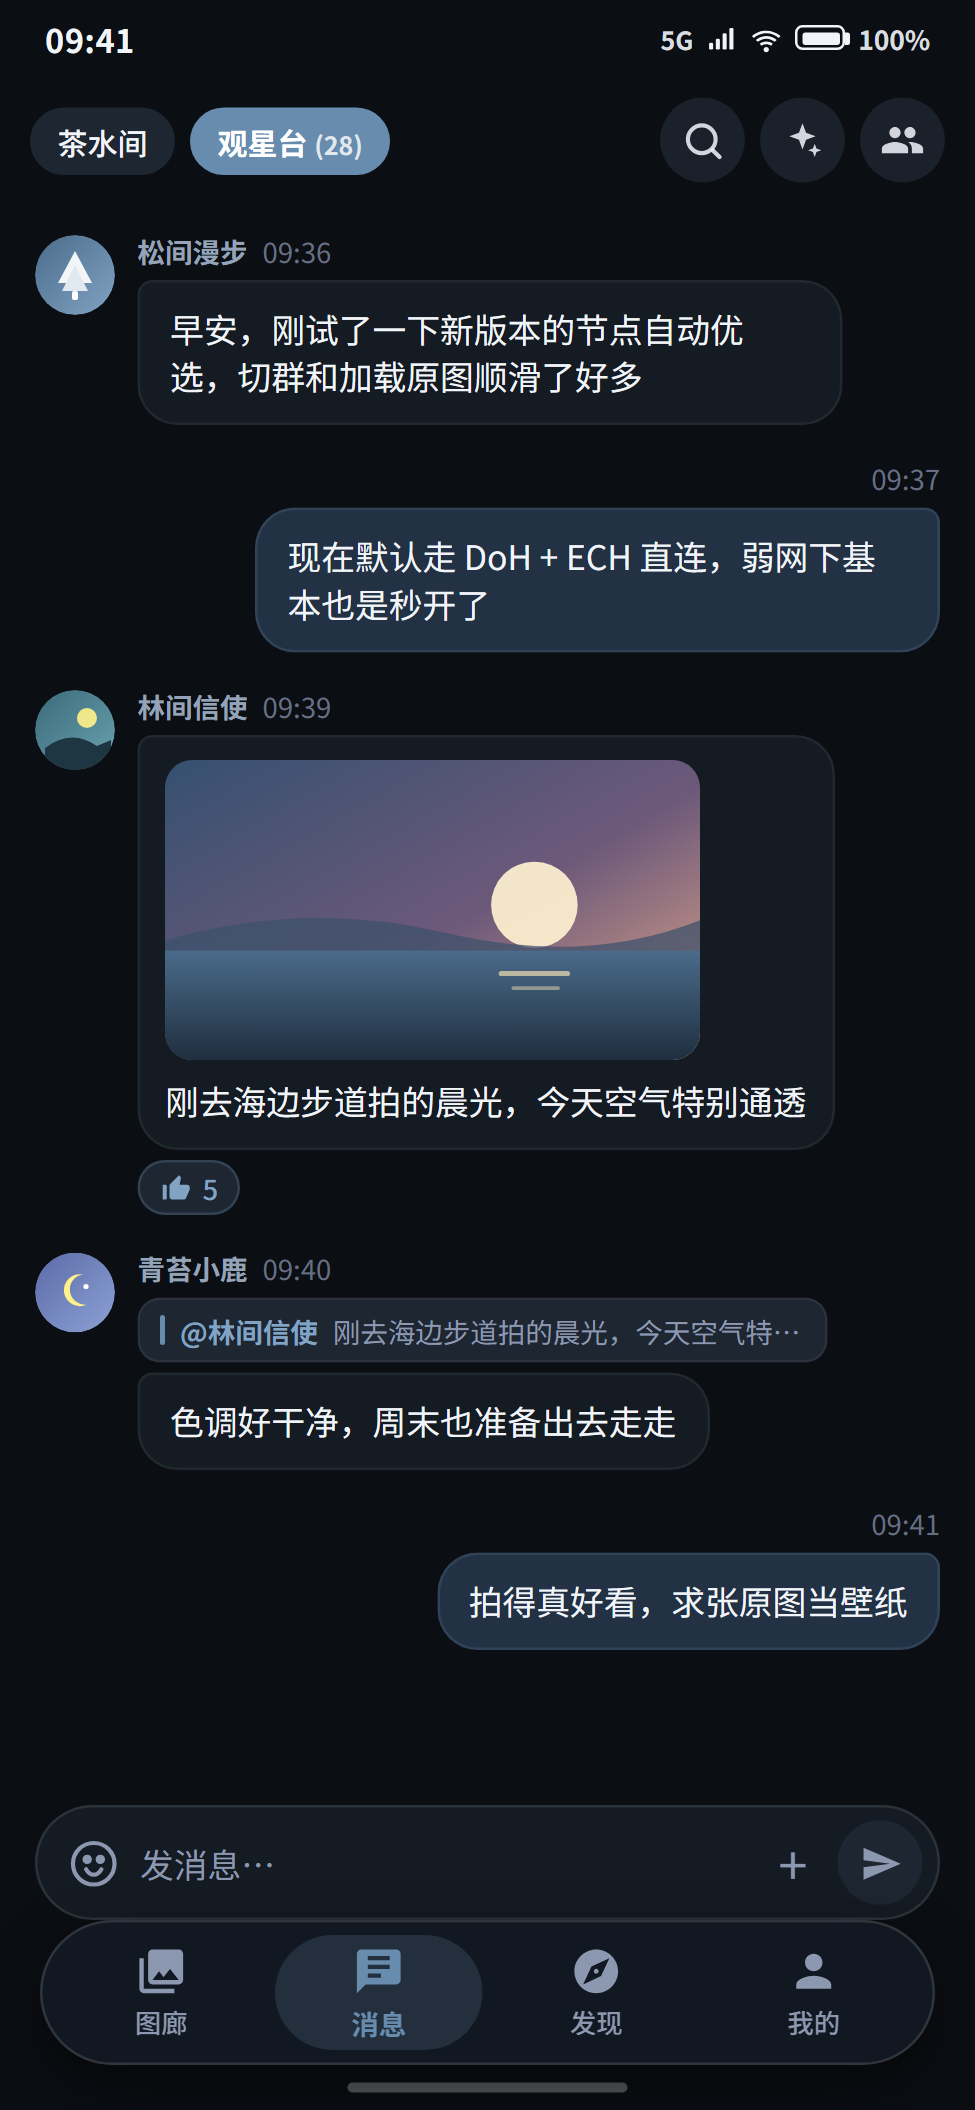 09:41
5G 100%
茶水间
观星台 (28)
松间漫步 09:36
早安，刚试了一下新版本的节点自动优
选，切群和加载原图顺滑了好多
09:37
现在默认走 DoH + ECH 直连，弱网下基
本也是秒开了
林间信使 09:39
刚去海边步道拍的晨光，今天空气特别通透
5
青苔小鹿 09:40
@林间信使 刚去海边步道拍的晨光，今天空气特…
色调好干净，周末也准备出去走走
09:41
拍得真好看，求张原图当壁纸
发消息…
图廊
消息
发现
我的